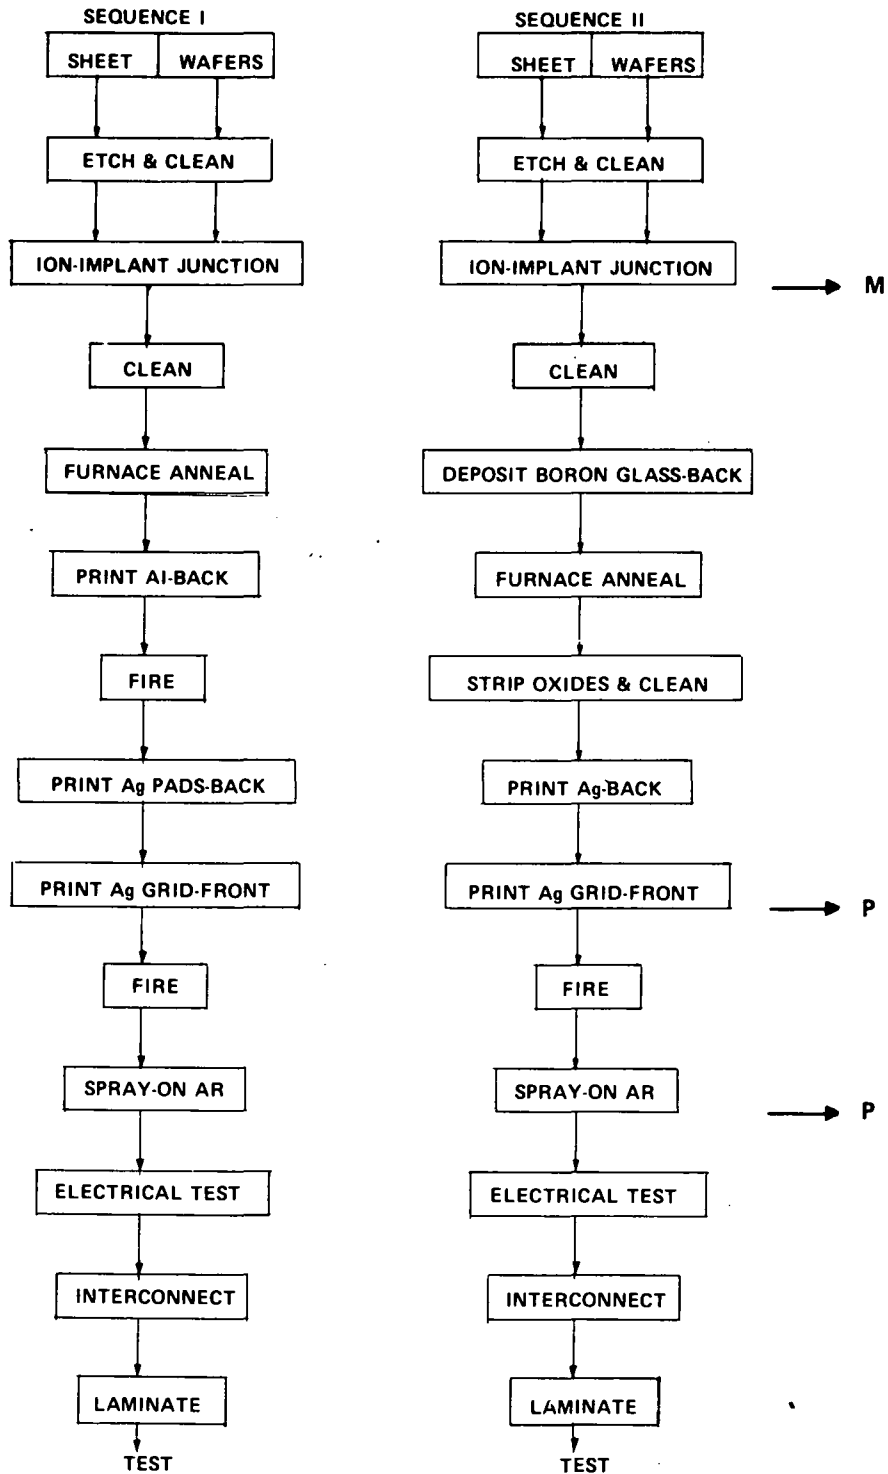 SEQUENCE I
SHEET WAFERS
ETCH & CLEAN
ION-IMPLANT JUNCTION
CLEAN
FURNACE ANNEAL
PRINT Al-BACK
FIRE
PRINT Ag PADS-BACK
PRINT Ag GRID-FRONT
FIRE
SPRAY-ON AR
ELECTRICAL TEST
INTERCONNECT
LAMINATE
TEST
SEQUENCE II
SHEET WAFERS
ETCH & CLEAN
ION-IMPLANT JUNCTION
M
CLEAN
DEPOSIT BORON GLASS-BACK
FURNACE ANNEAL
STRIP OXIDES & CLEAN
PRINT Ag-BACK
PRINT Ag GRID-FRONT
P
FIRE
SPRAY-ON AR
P
ELECTRICAL TEST
INTERCONNECT
LAMINATE
TEST